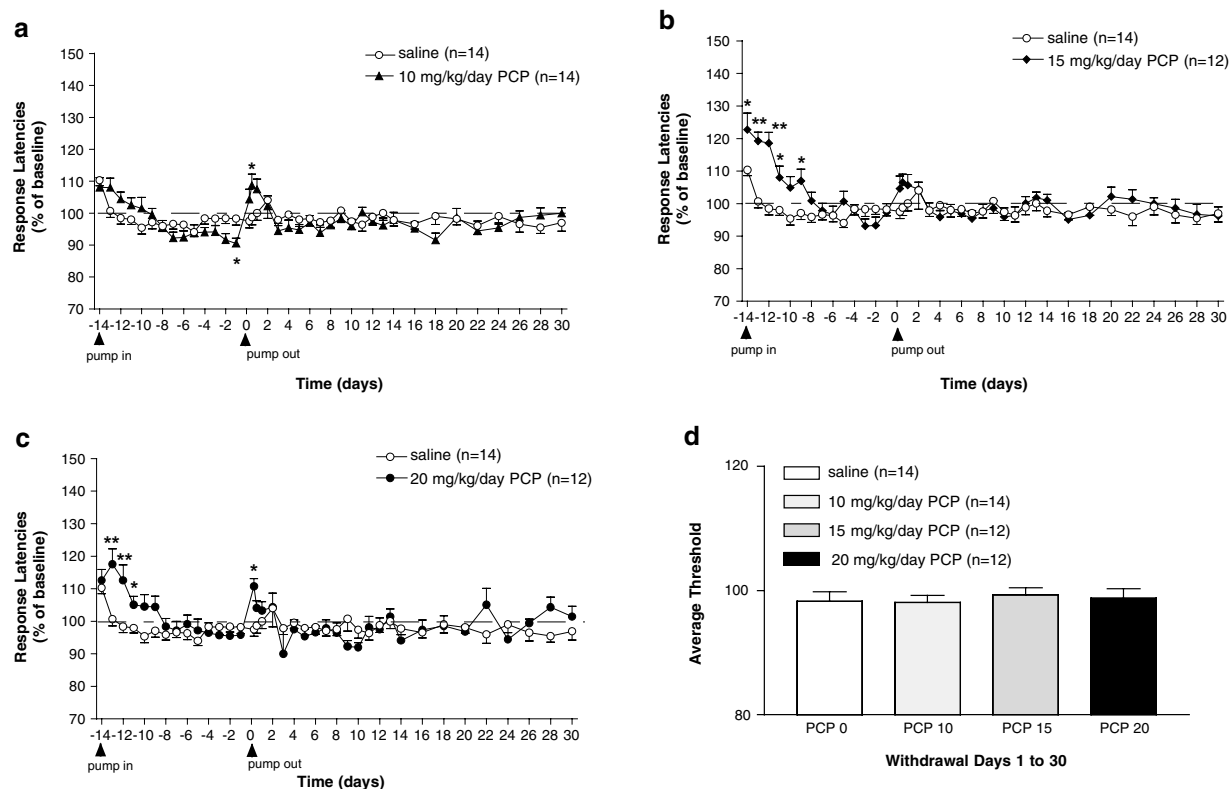 a
150
140
130
120
110
100
90
80
70
Response Latencies
(% of baseline)
saline (n=14)
10 mg/kg/day PCP (n=14)
*
*
-14 -12 -10 -8 -6 -4 -2 0 2 4 6 8 10 12 14 16 18 20 22 24 26 28 30
pump in
pump out
Time (days)
b
150
140
130
120
110
100
90
80
70
Response Latencies
(% of baseline)
saline (n=14)
15 mg/kg/day PCP (n=12)
*
**
**
*
*
-14 -12 -10 -8 -6 -4 -2 0 2 4 6 8 10 12 14 16 18 20 22 24 26 28 30
pump in
pump out
Time (days)
c
150
140
130
120
110
100
90
80
70
Response Latencies
(% of baseline)
saline (n=14)
20 mg/kg/day PCP (n=12)
**
**
*
*
-14 -12 -10 -8 -6 -4 -2 0 2 4 6 8 10 12 14 16 18 20 22 24 26 28 30
pump in
pump out
Time (days)
d
120
100
80
Average Threshold
saline (n=14)
10 mg/kg/day PCP (n=14)
15 mg/kg/day PCP (n=12)
20 mg/kg/day PCP (n=12)
PCP 0 PCP 10 PCP 15 PCP 20
Withdrawal Days 1 to 30